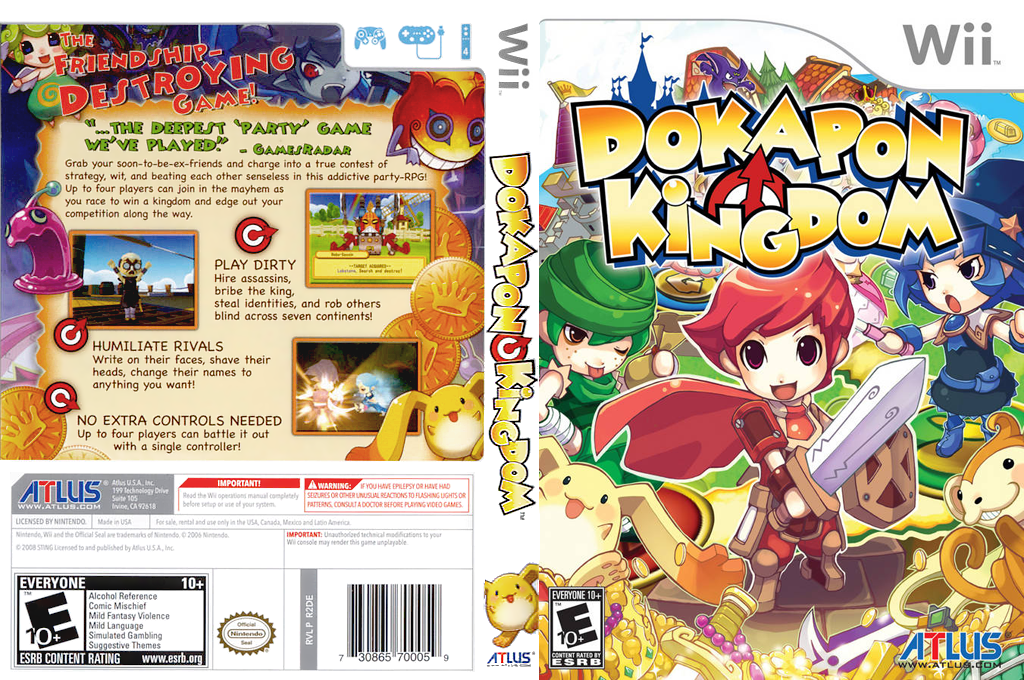 THE
FRIENDSHIP-
DESTROYING
GAME!
"...THE DEEPEST 'PARTY' GAME
WE'VE PLAYED." - GAMESRADAR
Grab your soon-to-be-ex-friends and charge into a true contest of
strategy, wit, and beating each other senseless in this addictive party-RPG!
Up to four players can join in the mayhem as
you race to win a kingdom and edge out your
competition along the way.
PLAY DIRTY
Hire assassins,
bribe the king,
steal identities, and rob others
blind across seven continents!
HUMILIATE RIVALS
Write on their faces, shave their
heads, change their names to
anything you want!
NO EXTRA CONTROLS NEEDED
Up to four players can battle it out
with a single controller!
4
ATLUS®
WWW.ATLUS.COM
Atlus U.S.A., Inc.
199 Technology Drive
Suite 105
Irvine, CA 92618
IMPORTANT!
Read the Wii operations manual completely
before setup or use of your system.
WARNING: IF YOU HAVE EPILEPSY OR HAVE HAD
SEIZURES OR OTHER UNUSUAL REACTIONS TO FLASHING LIGHTS OR
PATTERNS, CONSULT A DOCTOR BEFORE PLAYING VIDEO GAMES.
LICENSED BY NINTENDO.
Made in USA
For sale, rental and use only in the USA, Canada, Mexico and Latin America.
Nintendo, Wii and the Official Seal are trademarks of Nintendo. © 2006 Nintendo.
© 2008 STING Licensed to and published by Atlus U.S.A., Inc.
IMPORTANT: Unauthorized technical modifications to your
Wii console may render this game unplayable.
EVERYONE 10+
E
10+
TM
Alcohol Reference
Comic Mischief
Mild Fantasy Violence
Mild Language
Simulated Gambling
Suggestive Themes
ESRB CONTENT RATING www.esrb.org
Official
Nintendo
Seal
RVL P R2DE
7 30865 70005 9
Wii
DOKAPON KINGDOM
TM
ATLUS®
Wii™
DOKAPON
KINGDOM
EVERYONE 10+
TM
E
10+
CONTENT RATED BY
ESRB
ATLUS
WWW.ATLUS.COM